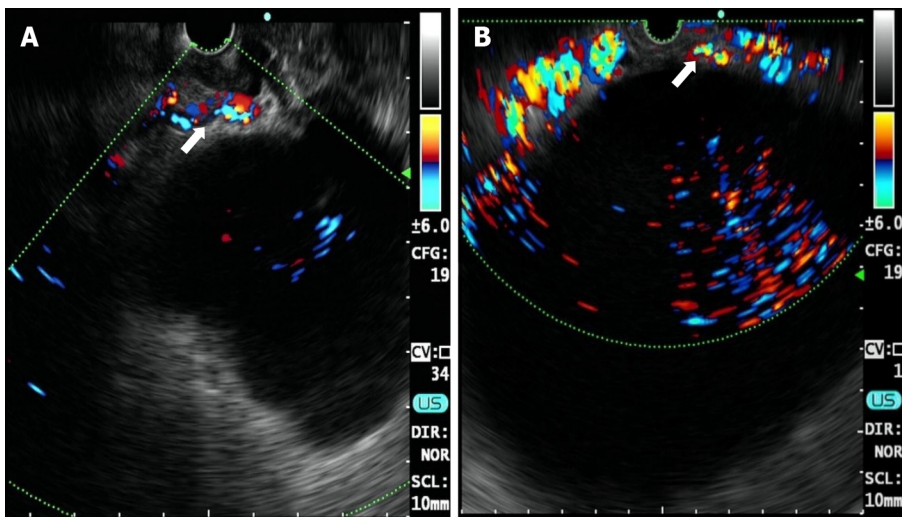 A
±6.0
CFG:
19
CV:□
34
US
DIR:
NOR
SCL:
10mm
B
±6.0
CFG:
19
CV:□
1
US
DIR:
NOR
SCL:
10mm